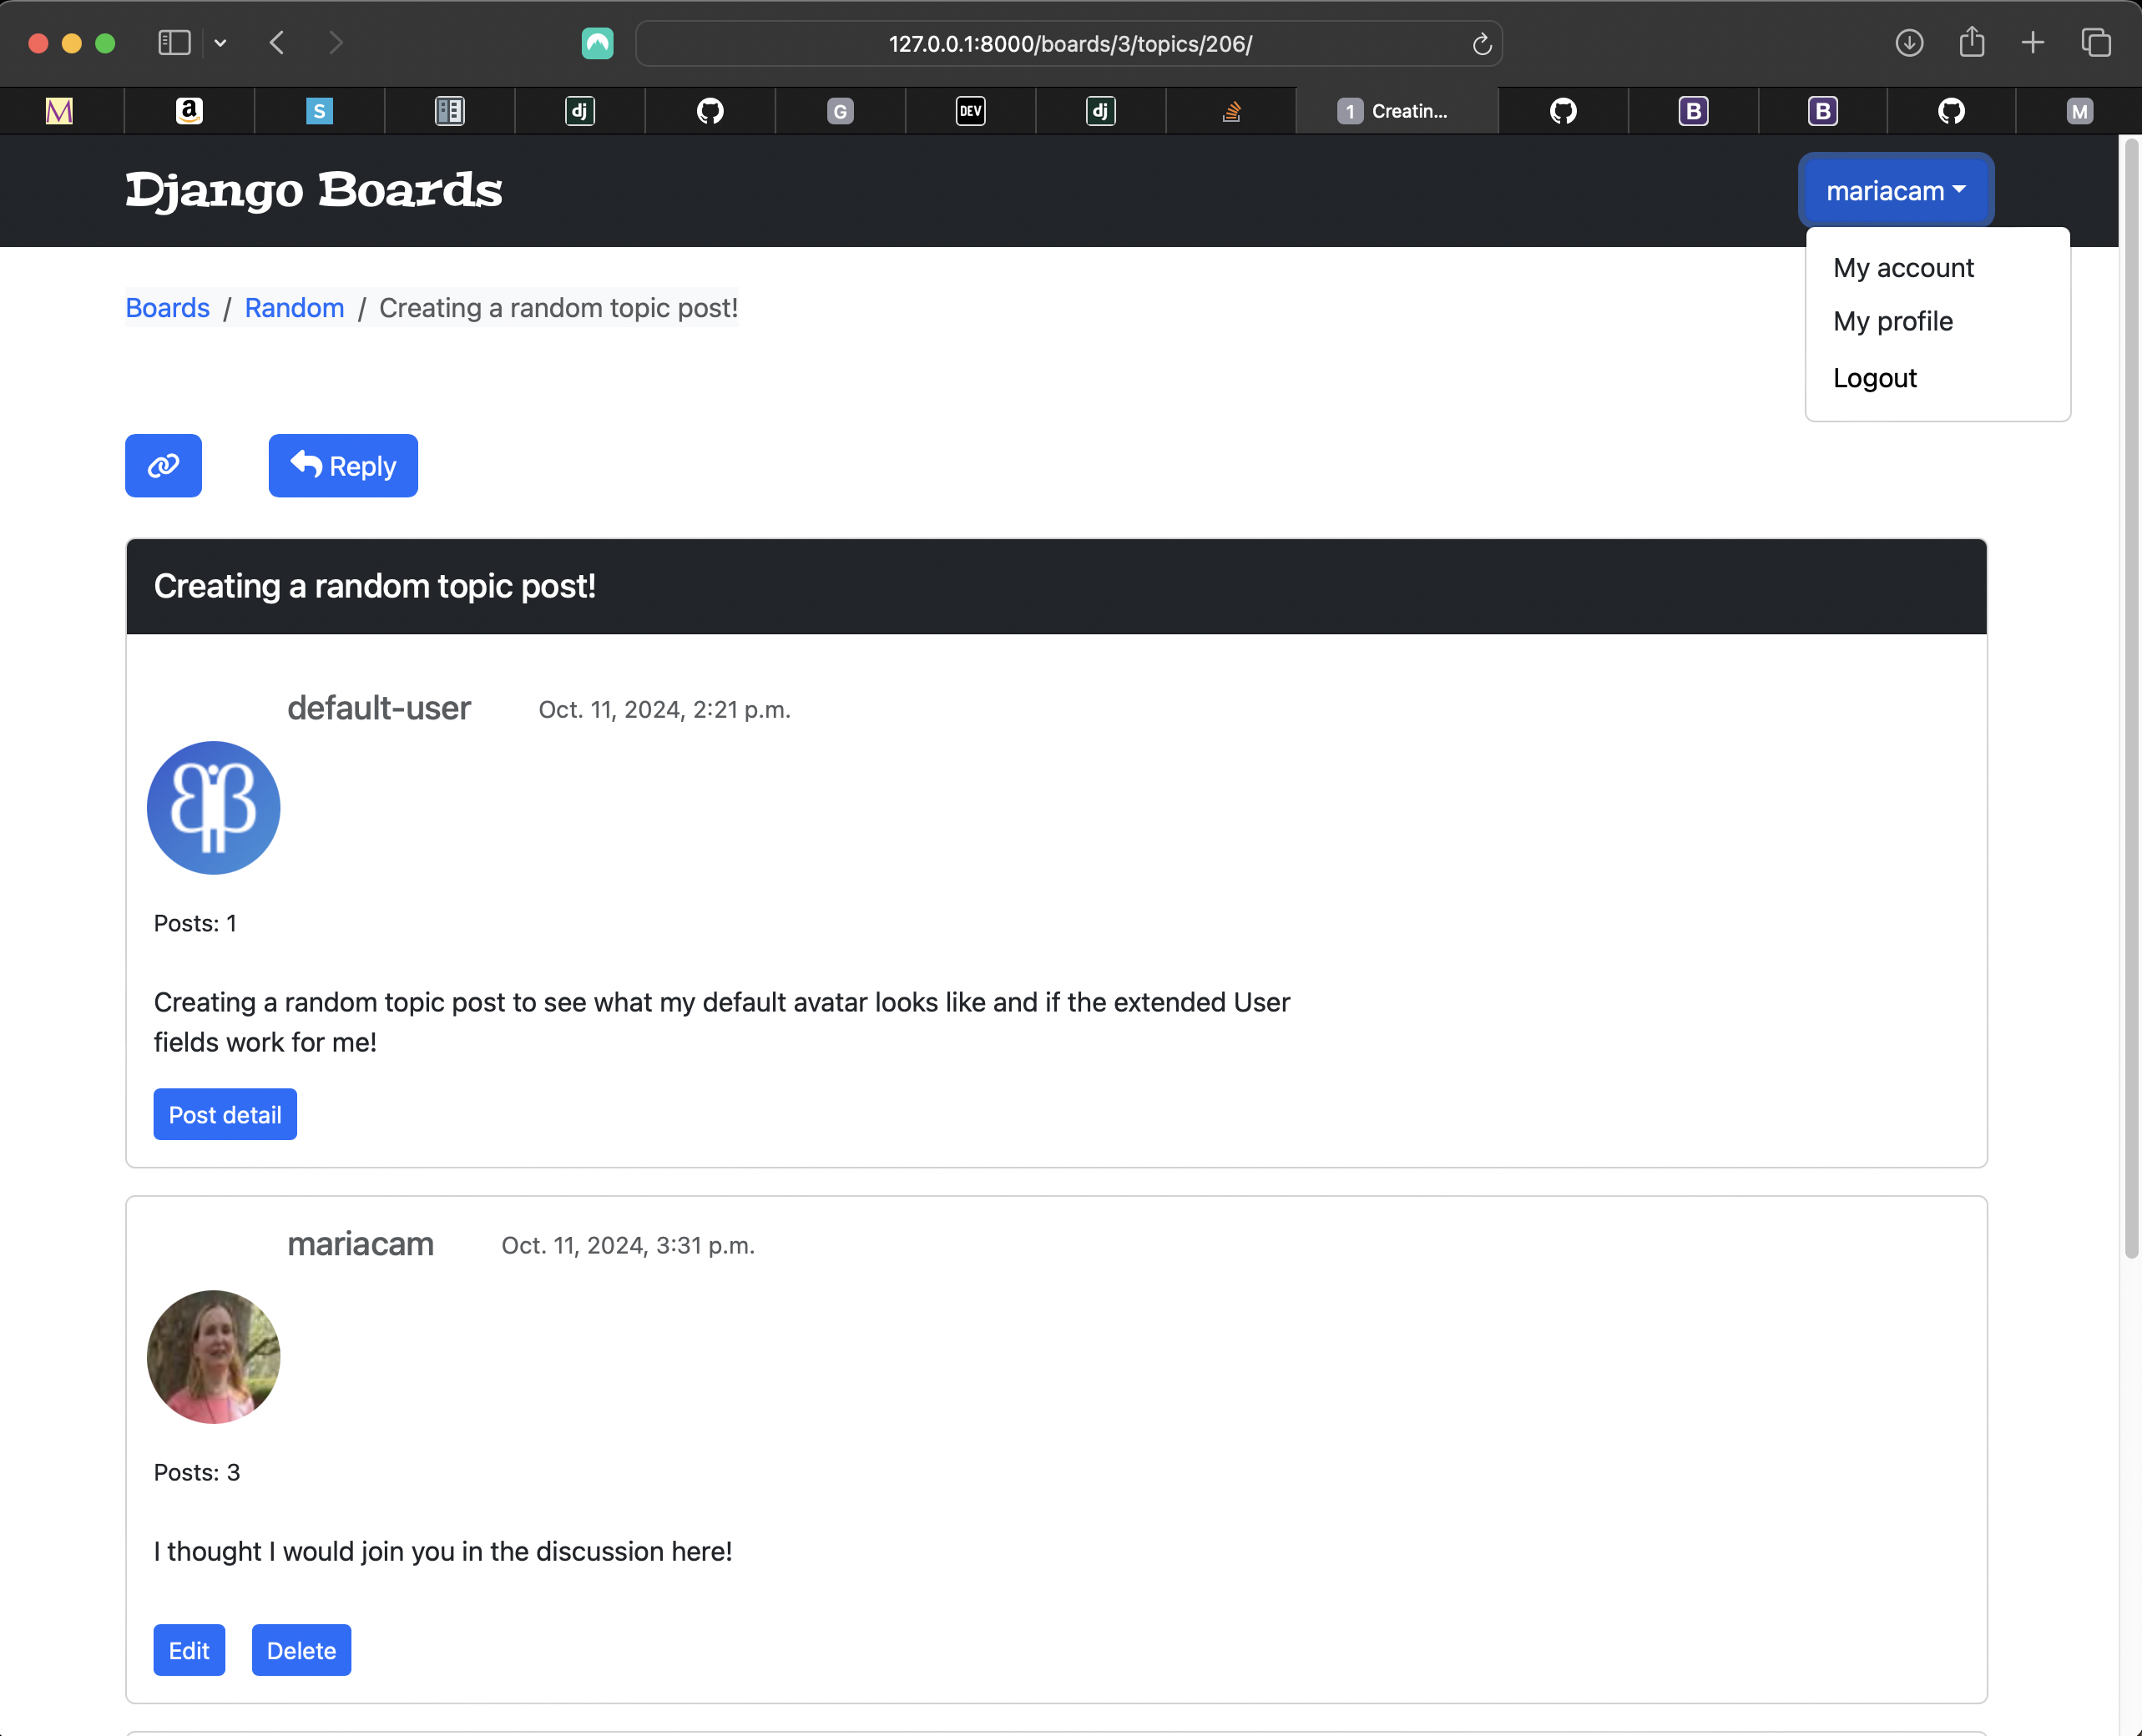 127.0.0.1:8000/boards/3/topics/206/
M
a
S
dj
G
DEV
dj
1 Creatin...
B
B
M
Django Boards
mariacam
My account
My profile
Logout
Boards / Random / Creating a random topic post!
Reply
Creating a random topic post!
default-user Oct. 11, 2024, 2:21 p.m.
Posts: 1
Creating a random topic post to see what my default avatar looks like and if the extended User
fields work for me!
Post detail
mariacam Oct. 11, 2024, 3:31 p.m.
Posts: 3
I thought I would join you in the discussion here!
Edit Delete